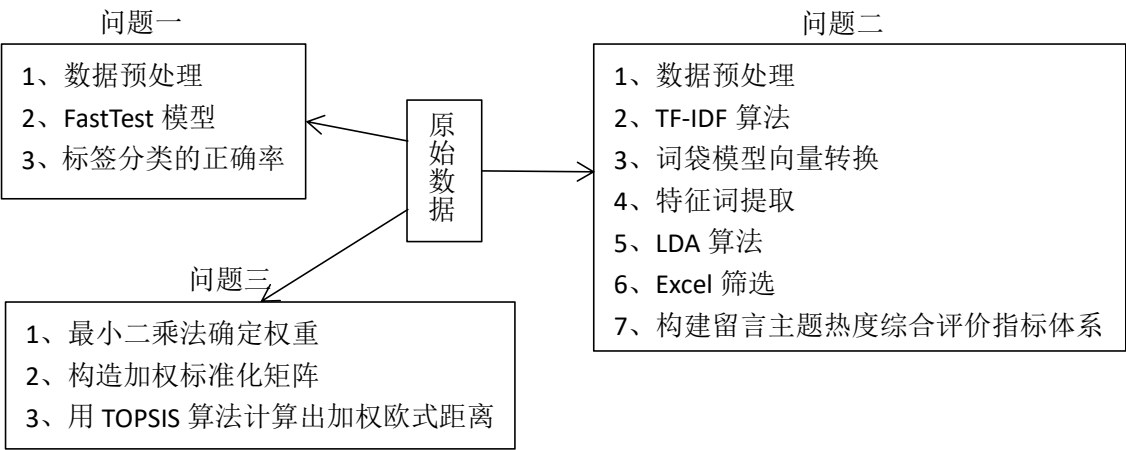 问题一
1、数据预处理
2、FastTest 模型
3、标签分类的正确率
原始数据
问题二
1、数据预处理
2、TF-IDF 算法
3、词袋模型向量转换
4、特征词提取
5、LDA 算法
6、Excel 筛选
7、构建留言主题热度综合评价指标体系
问题三
1、最小二乘法确定权重
2、构造加权标准化矩阵
3、用 TOPSIS 算法计算出加权欧式距离